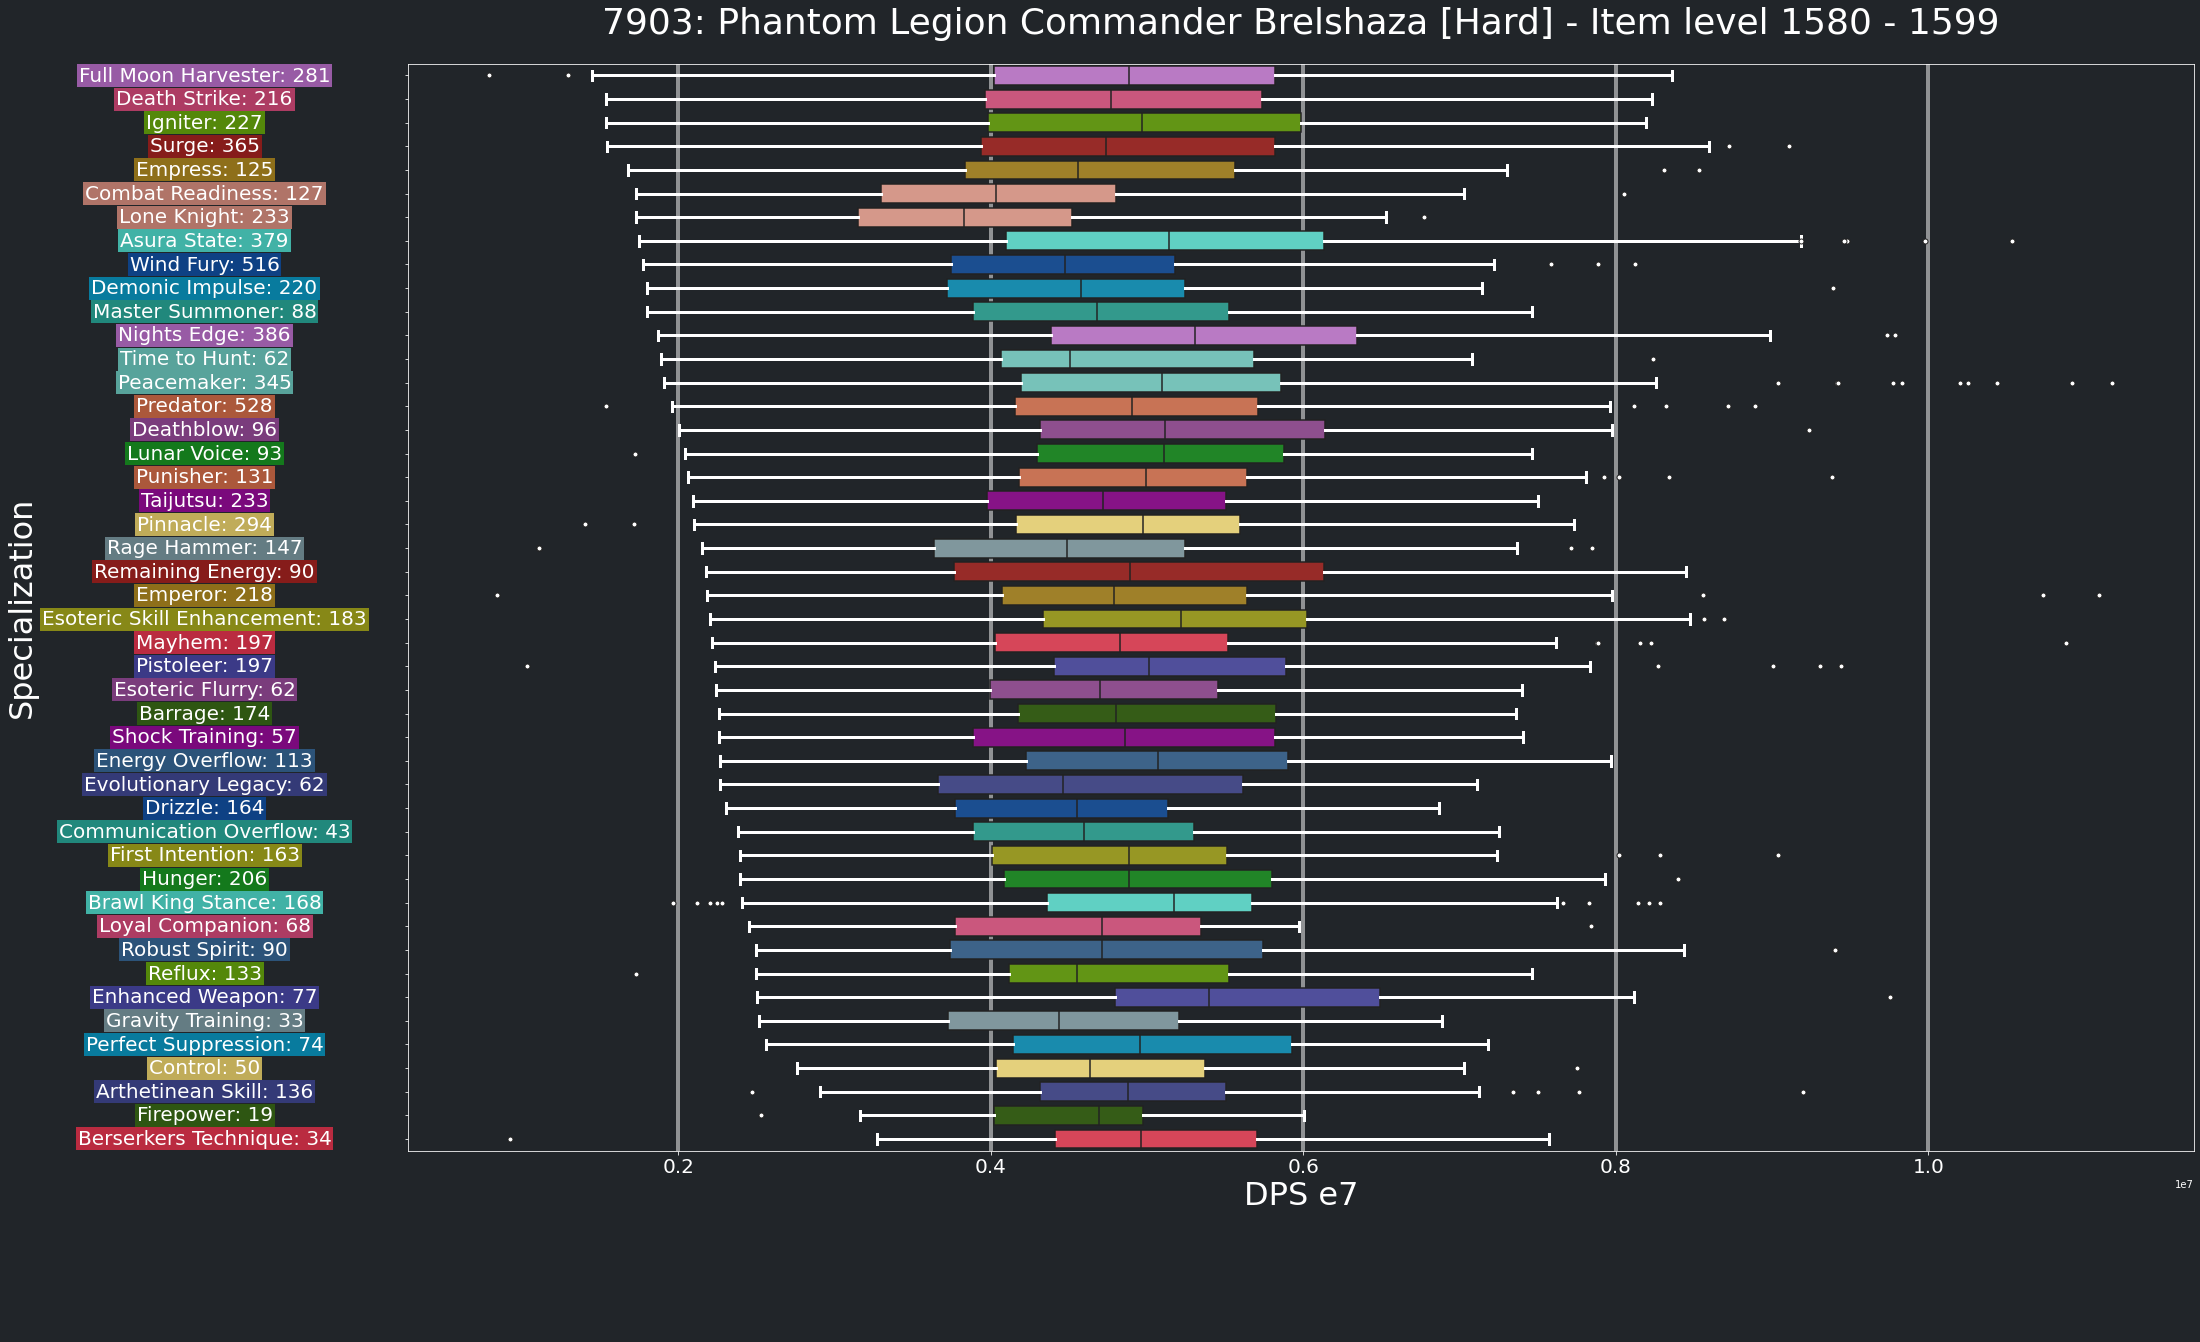 7903: Phantom Legion Commander Brelshaza [Hard] - Item level 1580 - 1599
Full Moon Harvester: 281
Death Strike: 216
Igniter: 227
Surge: 365
Empress: 125
Combat Readiness: 127
Lone Knight: 233
Asura State: 379
Wind Fury: 516
Demonic Impulse: 220
Master Summoner: 88
Nights Edge: 386
Time to Hunt: 62
Peacemaker: 345
Predator: 528
Deathblow: 96
Lunar Voice: 93
Punisher: 131
Taijutsu: 233
Pinnacle: 294
Rage Hammer: 147
Remaining Energy: 90
Emperor: 218
Esoteric Skill Enhancement: 183
Mayhem: 197
Pistoleer: 197
Esoteric Flurry: 62
Barrage: 174
Shock Training: 57
Energy Overflow: 113
Evolutionary Legacy: 62
Drizzle: 164
Communication Overflow: 43
First Intention: 163
Hunger: 206
Brawl King Stance: 168
Loyal Companion: 68
Robust Spirit: 90
Reflux: 133
Enhanced Weapon: 77
Gravity Training: 33
Perfect Suppression: 74
Control: 50
Arthetinean Skill: 136
Firepower: 19
Berserkers Technique: 34
Specialization
0.2 0.4 0.6 0.8 1.0
DPS e7
1e7